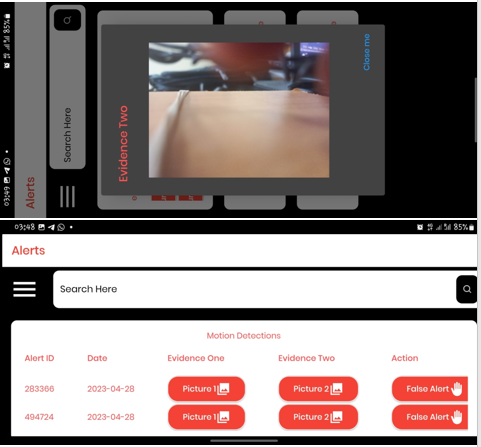 03:49
85%
Alerts
Search Here
Evidence Two
Close me
03:48
85%
Alerts
Search Here
Motion Detections
Alert ID Date Evidence One Evidence Two Action
283366 2023-04-28 Picture 1 Picture 2 False Alert
494724 2023-04-28 Picture 1 Picture 2 False Alert